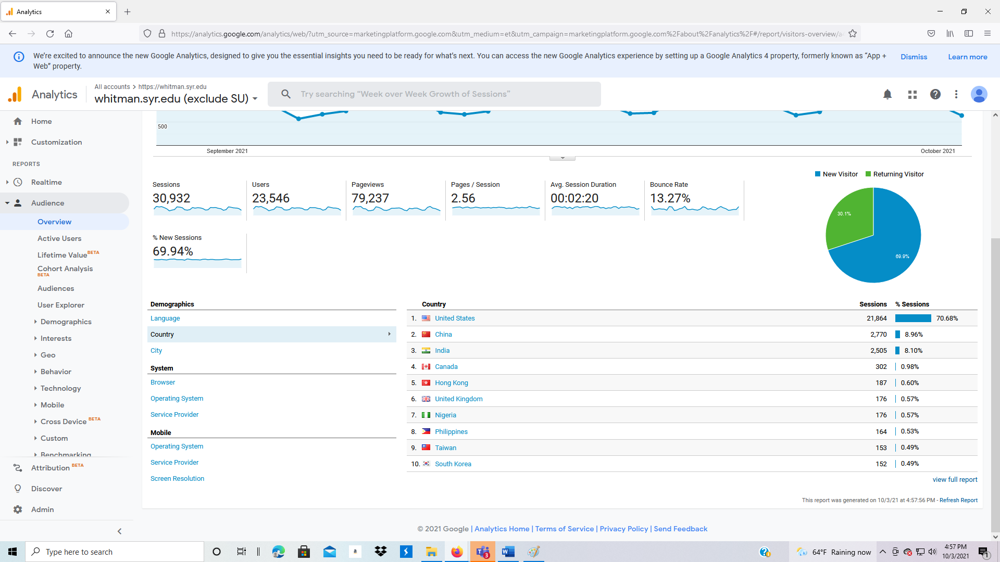 Analytics
https://analytics.google.com/analytics/web/?utm_source=marketingplatform.google.com&utm_medium=et&utm_campaign=marketingplatform.google.com%2Fabout%2Fanalytics%2F#/report/visitors-overview/a
We're excited to announce the new Google Analytics, designed to give you the essential insights you need to be ready for what's next. You can access the new Google Analytics experience by setting up a Google Analytics 4 property, formerly known as "App +
Web" property.
Dismiss
Learn more
Analytics
All accounts > https://whitman.syr.edu
whitman.syr.edu (exclude SU)
Try searching "Week over Week Growth of Sessions"
Home
Customization
REPORTS
Realtime
Audience
Overview
Active Users
Lifetime Value BETA
Cohort Analysis
BETA
Audiences
User Explorer
Demographics
Interests
Geo
Behavior
Technology
Mobile
Cross Device BETA
Custom
Benchmarking
Attribution BETA
Discover
Admin
500
September 2021
October 2021
Sessions
30,932
Users
23,546
Pageviews
79,237
Pages / Session
2.56
Avg. Session Duration
00:02:20
Bounce Rate
13.27%
% New Sessions
69.94%
New Visitor
Returning Visitor
30.1%
69.9%
Demographics
Language
Country
City
System
Browser
Operating System
Service Provider
Mobile
Operating System
Service Provider
Screen Resolution
Country Sessions % Sessions
1. United States 21,864 70.68%
2. China 2,770 8.96%
3. India 2,505 8.10%
4. Canada 302 0.98%
5. Hong Kong 187 0.60%
6. United Kingdom 176 0.57%
7. Nigeria 176 0.57%
8. Philippines 164 0.53%
9. Taiwan 153 0.49%
10. South Korea 152 0.49%
view full report
This report was generated on 10/3/21 at 4:57:56 PM - Refresh Report
© 2021 Google | Analytics Home | Terms of Service | Privacy Policy | Send Feedback
Type here to search
a
3
W
64°F Raining now
4:57 PM
10/3/2021
1